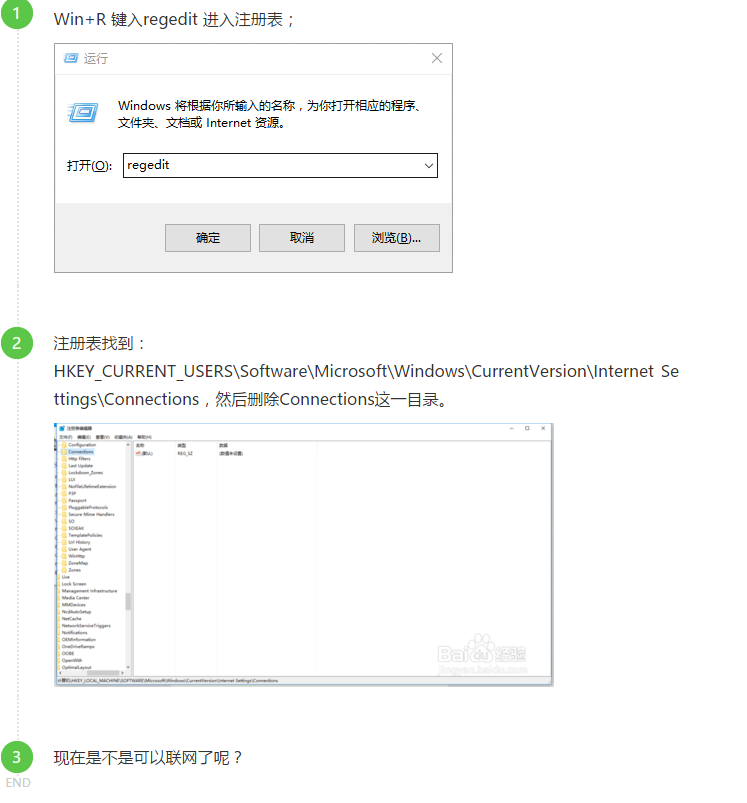 1
Win+R 键入regedit 进入注册表；
运行
Windows 将根据你所输入的名称，为你打开相应的程序、
文件夹、文档或 Internet 资源。
打开(O):
regedit
确定
取消
浏览(B)...
2
注册表找到：
HKEY_CURRENT_USERS\Software\Microsoft\Windows\CurrentVersion\Internet Se
ttings\Connections，然后删除Connections这一目录。
注册表编辑器
文件(F) 编辑(E) 查看(V) 收藏夹(A) 帮助(H)
名称 类型 数据
Configuration
(默认) REG_SZ (数值未设置)
Connections
Http Filters
Last Update
Lockdown_Zones
LUI
NoFileLifetimeExtension
P3P
Passport
PluggableProtocols
Secure Mime Handlers
SO
SOIEAK
TemplatePolicies
Url History
User Agent
WinHttp
ZoneMap
Zones
Live
Lock Screen
Management Infrastructure
Media Center
MMDevices
NcdAutoSetup
NetCache
NetworkServiceTriggers
Notifications
OEMInformation
OneDriveRamps
OOBE
OpenWith
OptimalLayout
计算机\HKEY_LOCAL_MACHINE\SOFTWARE\Microsoft\Windows\CurrentVersion\Internet Settings\Connections
Baidu 经验
jingyan.baidu.com
3
现在是不是可以联网了呢？
END